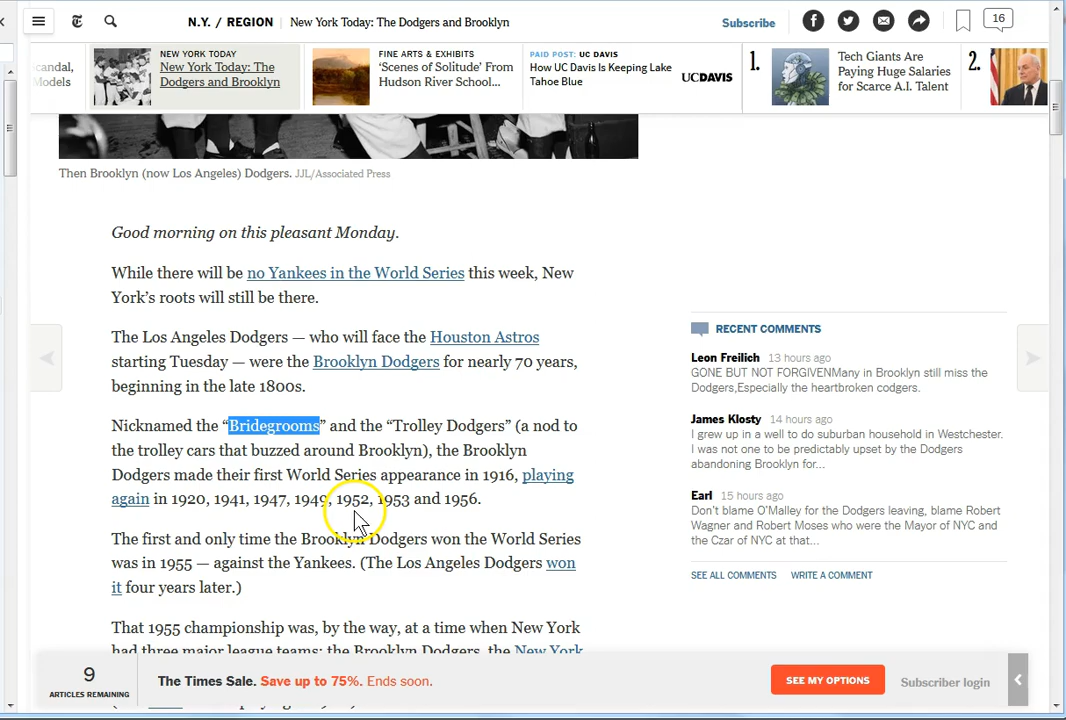 N.Y. / REGION New York Today: The Dodgers and Brooklyn
Subscribe
16
Scandal,
Models
NEW YORK TODAY
New York Today: The
Dodgers and Brooklyn
FINE ARTS & EXHIBITS
‘Scenes of Solitude’ From
Hudson River School...
PAID POST: UC DAVIS
How UC Davis Is Keeping Lake
Tahoe Blue
UCDAVIS
1.
Tech Giants Are
Paying Huge Salaries
for Scarce A.I. Talent
2.
Then Brooklyn (now Los Angeles) Dodgers. JJL/Associated Press
Good morning on this pleasant Monday.
While there will be no Yankees in the World Series this week, New
York’s roots will still be there.
The Los Angeles Dodgers — who will face the Houston Astros
starting Tuesday — were the Brooklyn Dodgers for nearly 70 years,
beginning in the late 1800s.
Nicknamed the “Bridegrooms” and the “Trolley Dodgers” (a nod to
the trolley cars that buzzed around Brooklyn), the Brooklyn
Dodgers made their first World Series appearance in 1916, playing
again in 1920, 1941, 1947, 1949, 1952, 1953 and 1956.
The first and only time the Brooklyn Dodgers won the World Series
was in 1955 — against the Yankees. (The Los Angeles Dodgers won
it four years later.)
That 1955 championship was, by the way, at a time when New York
had three major league teams: the Brooklyn Dodgers, the New York
RECENT COMMENTS
Leon Freilich 13 hours ago
GONE BUT NOT FORGIVENMany in Brooklyn still miss the
Dodgers,Especially the heartbroken codgers.
James Klosty 14 hours ago
I grew up in a well to do suburban household in Westchester.
I was not one to be predictably upset by the Dodgers
abandoning Brooklyn for...
Earl 15 hours ago
Don't blame O'Malley for the Dodgers leaving, blame Robert
Wagner and Robert Moses who were the Mayor of NYC and
the Czar of NYC at that...
SEE ALL COMMENTS WRITE A COMMENT
9
ARTICLES REMAINING
The Times Sale. Save up to 75%. Ends soon.
SEE MY OPTIONS
Subscriber login